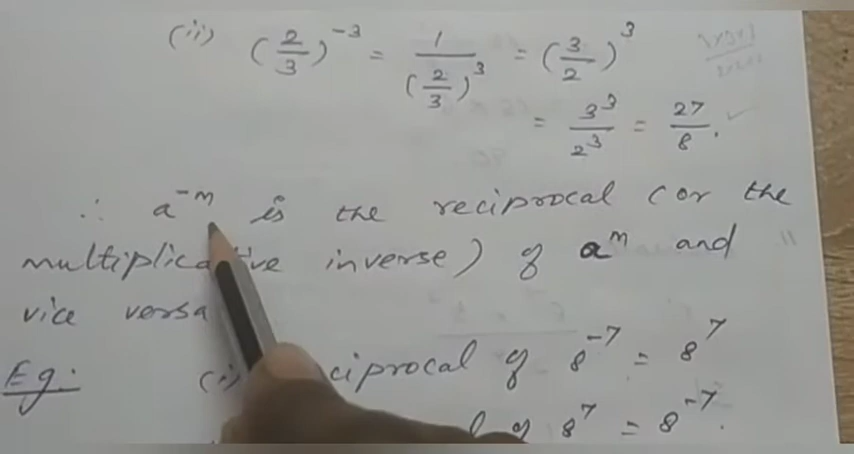 (ii) (2/3)^-3 = 1/(2/3)^3 = (3/2)^3
= 3^3/2^3 = 27/8.
∴ a^-m is the reciprocal (or the
multiplicative inverse) of a^m and
vice versa
Eg: (i) reciprocal of 8^-7 = 8^7
of 8^7 = 8^-7.